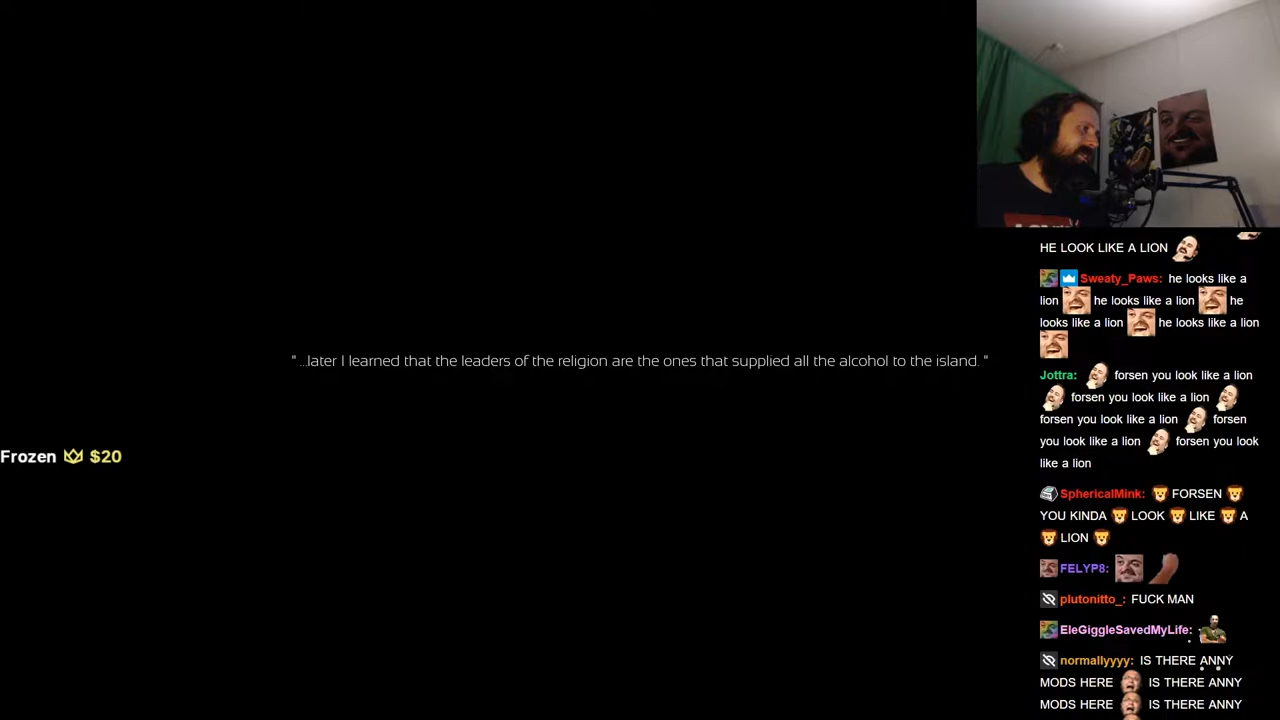 HE LOOK LIKE A LION
Sweaty_Paws: he looks like a
lion he looks like a lion he
looks like a lion he looks like a lion
" ...later I learned that the leaders of the religion are the ones that supplied all the alcohol to the island. "
Jottra: forsen you look like a lion
forsen you look like a lion
forsen you look like a lion forsen
you look like a lion forsen you look
like a lion
Frozen $20
SphericalMink: FORSEN
YOU KINDA LOOK LIKE A
LION
FELYP8:
plutonitto_: FUCK MAN
EleGiggleSavedMyLife:
normallyyyy: IS THERE ANNY
MODS HERE IS THERE ANNY
MODS HERE IS THERE ANNY